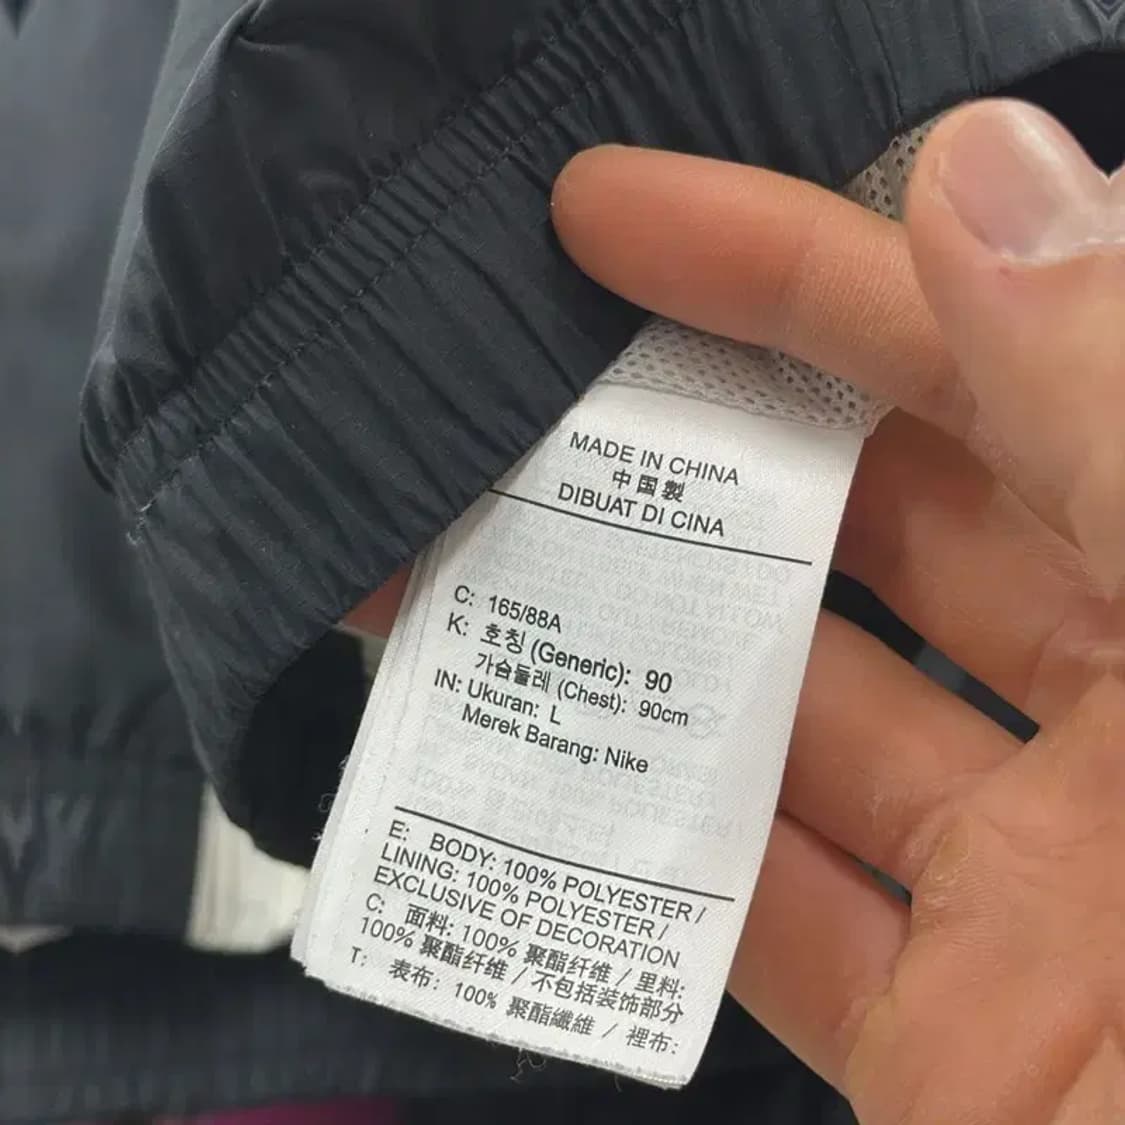 MADE IN CHINA
中国製
DIBUAT DI CINA
C: 165/88A
K: 호칭 (Generic): 90
가슴둘레 (Chest): 90cm
IN: Ukuran: L
Merek Barang: Nike
E: BODY: 100% POLYESTER /
LINING: 100% POLYESTER /
EXCLUSIVE OF DECORATION
C: 面料: 100% 聚酯纤维 / 里料:
100% 聚酯纤维 / 不包括装饰部分
T: 表布: 100% 聚酯纖維 / 裡布: